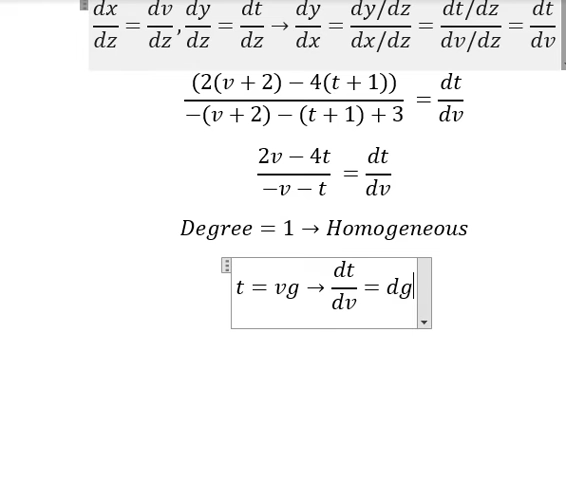 dx/dz = dv/dz, dy/dz = dt/dz → dy/dx = (dy/dz)/(dx/dz) = (dt/dz)/(dv/dz) = dt/dv
(2(v + 2) − 4(t + 1))/(−(v + 2) − (t + 1) + 3) = dt/dv
(2v − 4t)/(−v − t) = dt/dv
Degree = 1 → Homogeneous
t = vg → dt/dv = dg